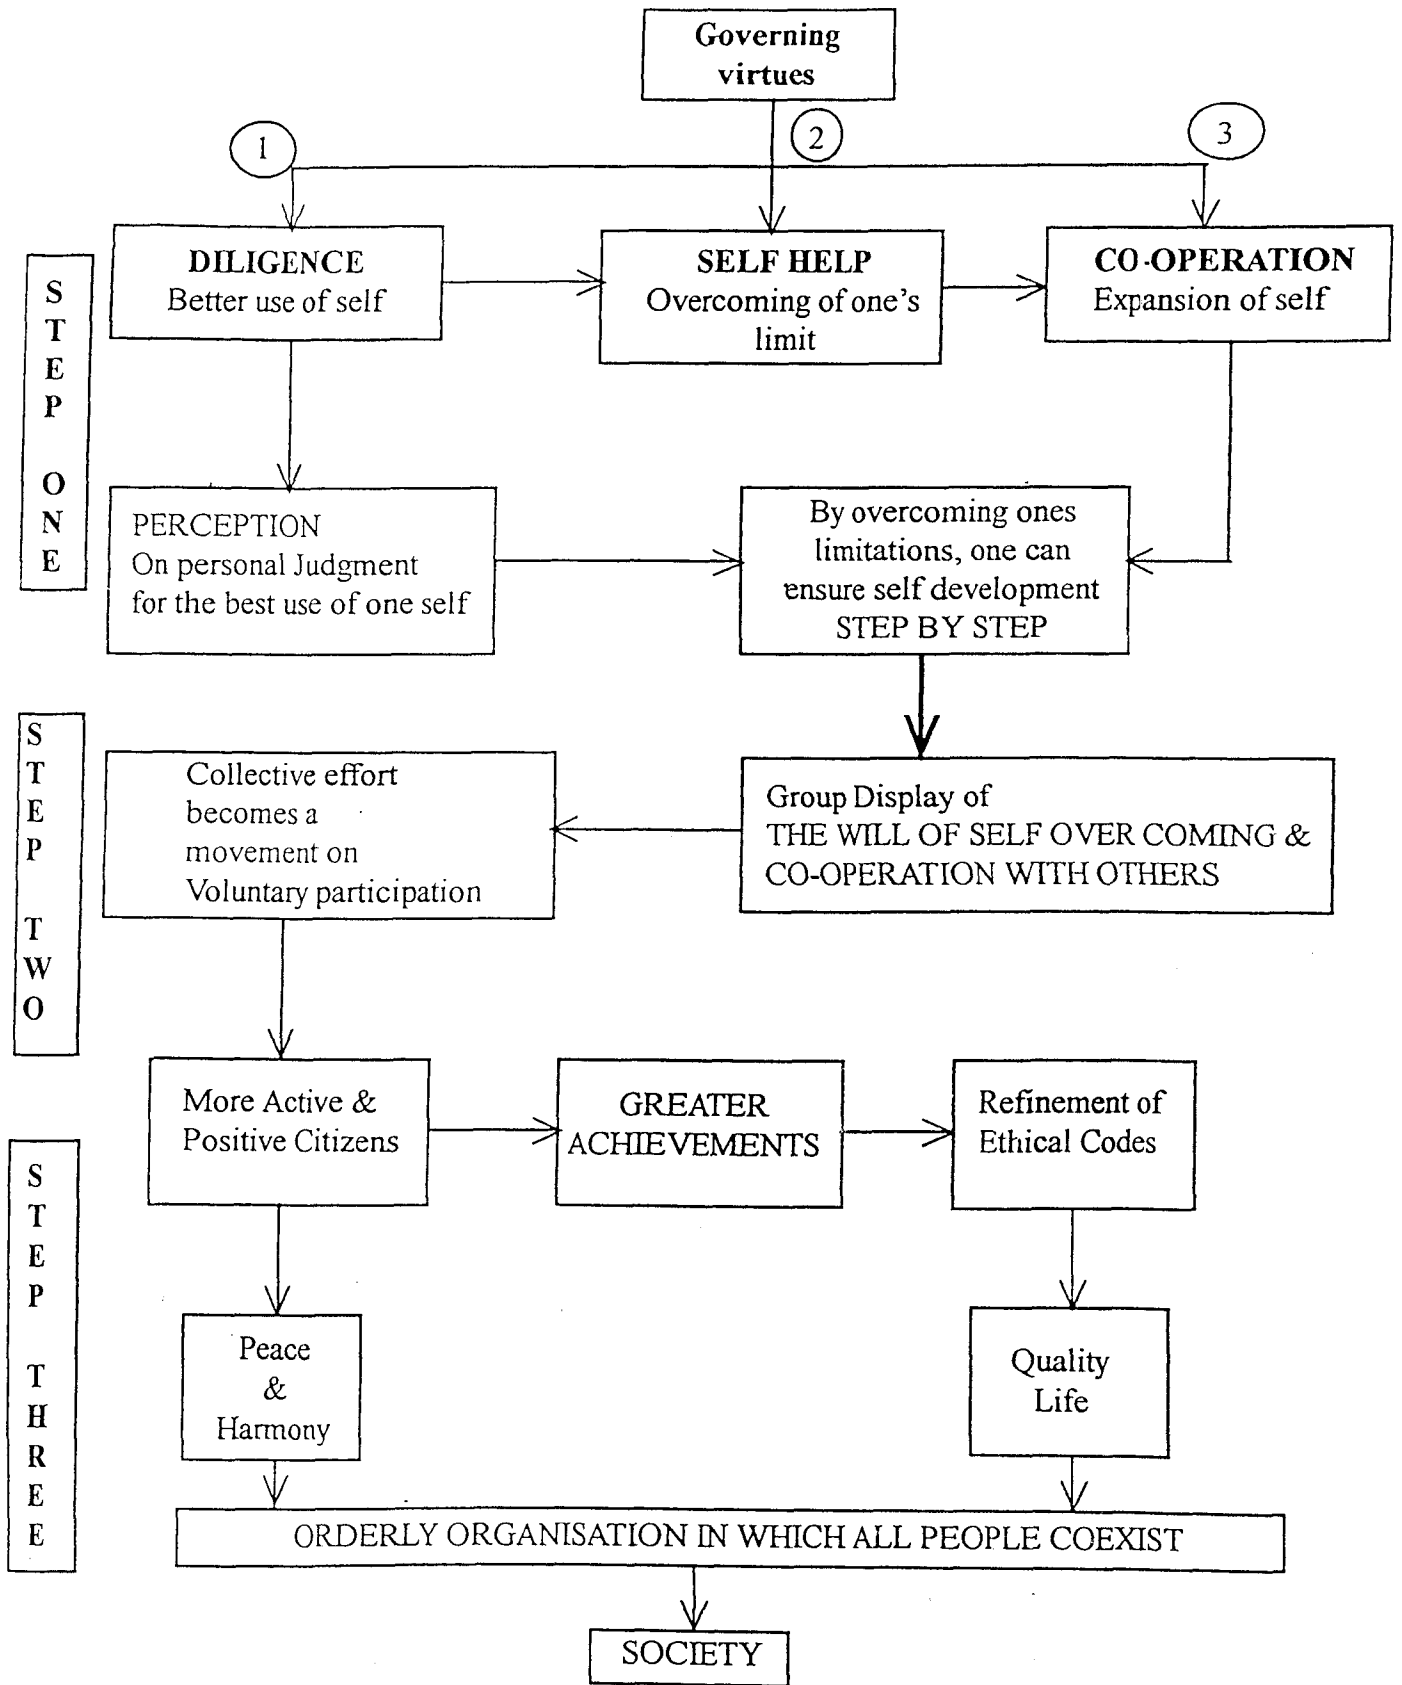 Governing
virtues
1
2
3
DILIGENCE
Better use of self
SELF HELP
Overcoming of one's
limit
CO-OPERATION
Expansion of self
S
T
E
P
O
N
E
PERCEPTION
On personal Judgment
for the best use of one self
By overcoming ones
limitations, one can
ensure self development
STEP BY STEP
S
T
E
P
T
W
O
Collective effort
becomes a
movement on
Voluntary participation
Group Display of
THE WILL OF SELF OVER COMING &
CO-OPERATION WITH OTHERS
More Active &
Positive Citizens
GREATER
ACHIEVEMENTS
Refinement of
Ethical Codes
S
T
E
P
T
H
R
E
E
Peace
&
Harmony
Quality
Life
ORDERLY ORGANISATION IN WHICH ALL PEOPLE COEXIST
SOCIETY